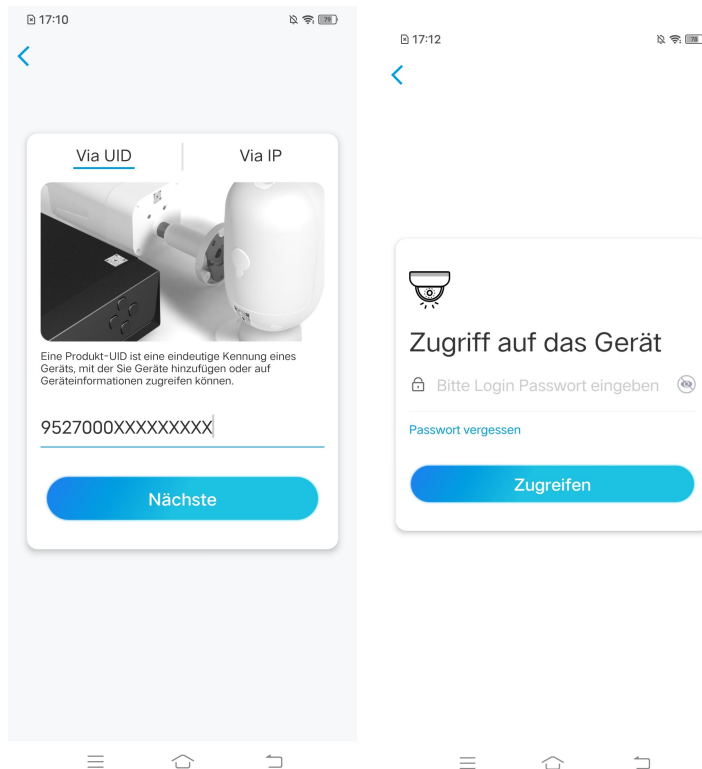 17:10
79
Via UID
Via IP
Eine Produkt-UID ist eine eindeutige Kennung eines
Geräts, mit der Sie Geräte hinzufügen oder auf
Geräteinformationen zugreifen können.
9527000XXXXXXXXX
Nächste
17:12
78
Zugriff auf das Gerät
Bitte Login Passwort eingeben
Passwort vergessen
Zugreifen